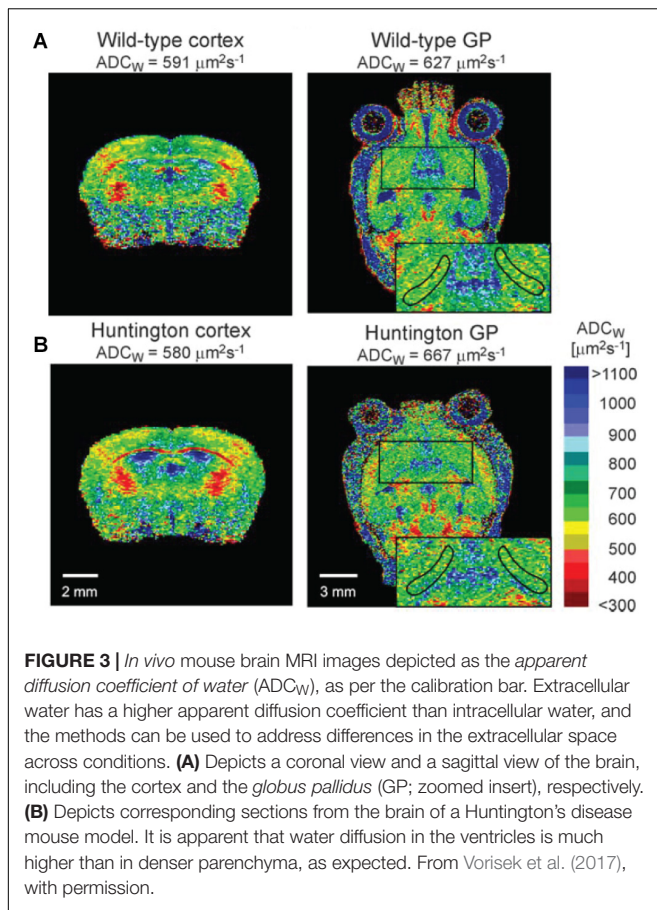 A
Wild-type cortex
ADCW = 591 μm²s⁻¹
Wild-type GP
ADCW = 627 μm²s⁻¹
B
Huntington cortex
ADCW = 580 μm²s⁻¹
Huntington GP
ADCW = 667 μm²s⁻¹
ADCW
[μm²s⁻¹]
>1100
1000
900
800
700
600
500
400
<300
2 mm
3 mm
FIGURE 3 | In vivo mouse brain MRI images depicted as the apparent
diffusion coefficient of water (ADCW), as per the calibration bar. Extracellular
water has a higher apparent diffusion coefficient than intracellular water, and
the methods can be used to address differences in the extracellular space
across conditions. (A) Depicts a coronal view and a sagittal view of the brain,
including the cortex and the globus pallidus (GP; zoomed insert), respectively.
(B) Depicts corresponding sections from the brain of a Huntington's disease
mouse model. It is apparent that water diffusion in the ventricles is much
higher than in denser parenchyma, as expected. From Vorisek et al. (2017),
with permission.